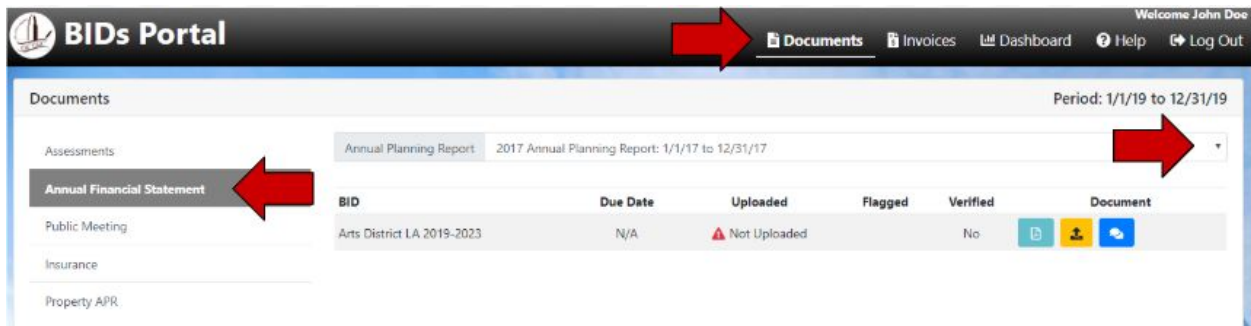 Welcome John Doe
BIDs Portal
Documents Invoices Dashboard Help Log Out
Documents Period: 1/1/19 to 12/31/19
Assessments
Annual Financial Statement
Public Meeting
Insurance
Property APR
Annual Planning Report 2017 Annual Planning Report: 1/1/17 to 12/31/17
BID Due Date Uploaded Flagged Verified Document
Arts District LA 2019-2023 N/A Not Uploaded No